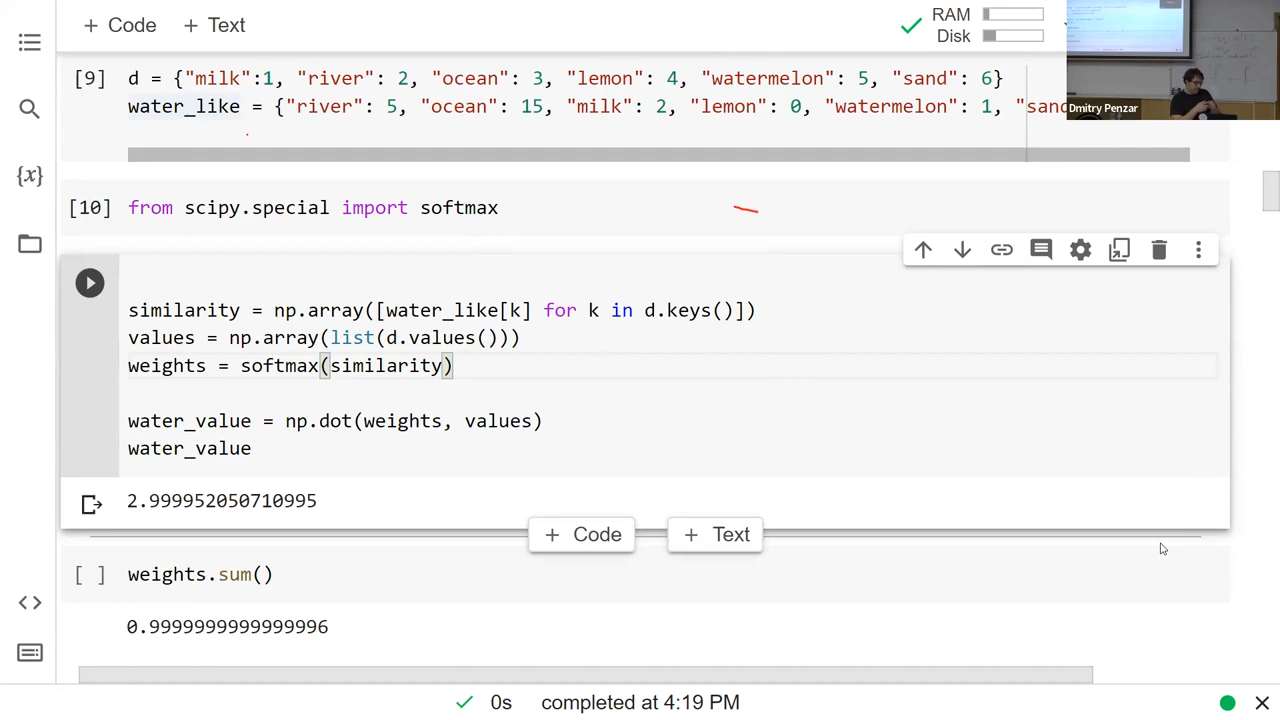 + Code + Text
RAM
Disk
Dmitry Penzar
[9] d = {"milk":1, "river": 2, "ocean": 3, "lemon": 4, "watermelon": 5, "sand": 6}
water_like = {"river": 5, "ocean": 15, "milk": 2, "lemon": 0, "watermelon": 1, "sand
{x}
[10] from scipy.special import softmax
similarity = np.array([water_like[k] for k in d.keys()])
values = np.array(list(d.values()))
weights = softmax(similarity)
water_value = np.dot(weights, values)
water_value
2.999952050710995
+ Code + Text
[ ] weights.sum()
0.9999999999999996
0s completed at 4:19 PM